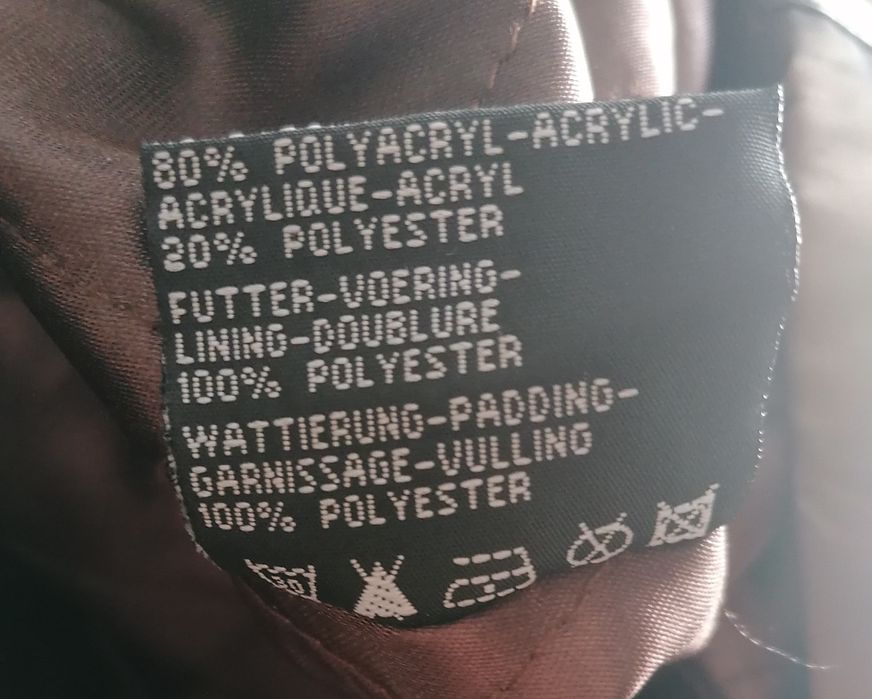 80% POLYACRYL-ACRYLIC-
ACRYLIQUE-ACRYL
20% POLYESTER
FUTTER-VOERING-
LINING-DOUBLURE
100% POLYESTER
WATTIERUNG-PADDING-
GARNISSAGE-VULLING
100% POLYESTER
30